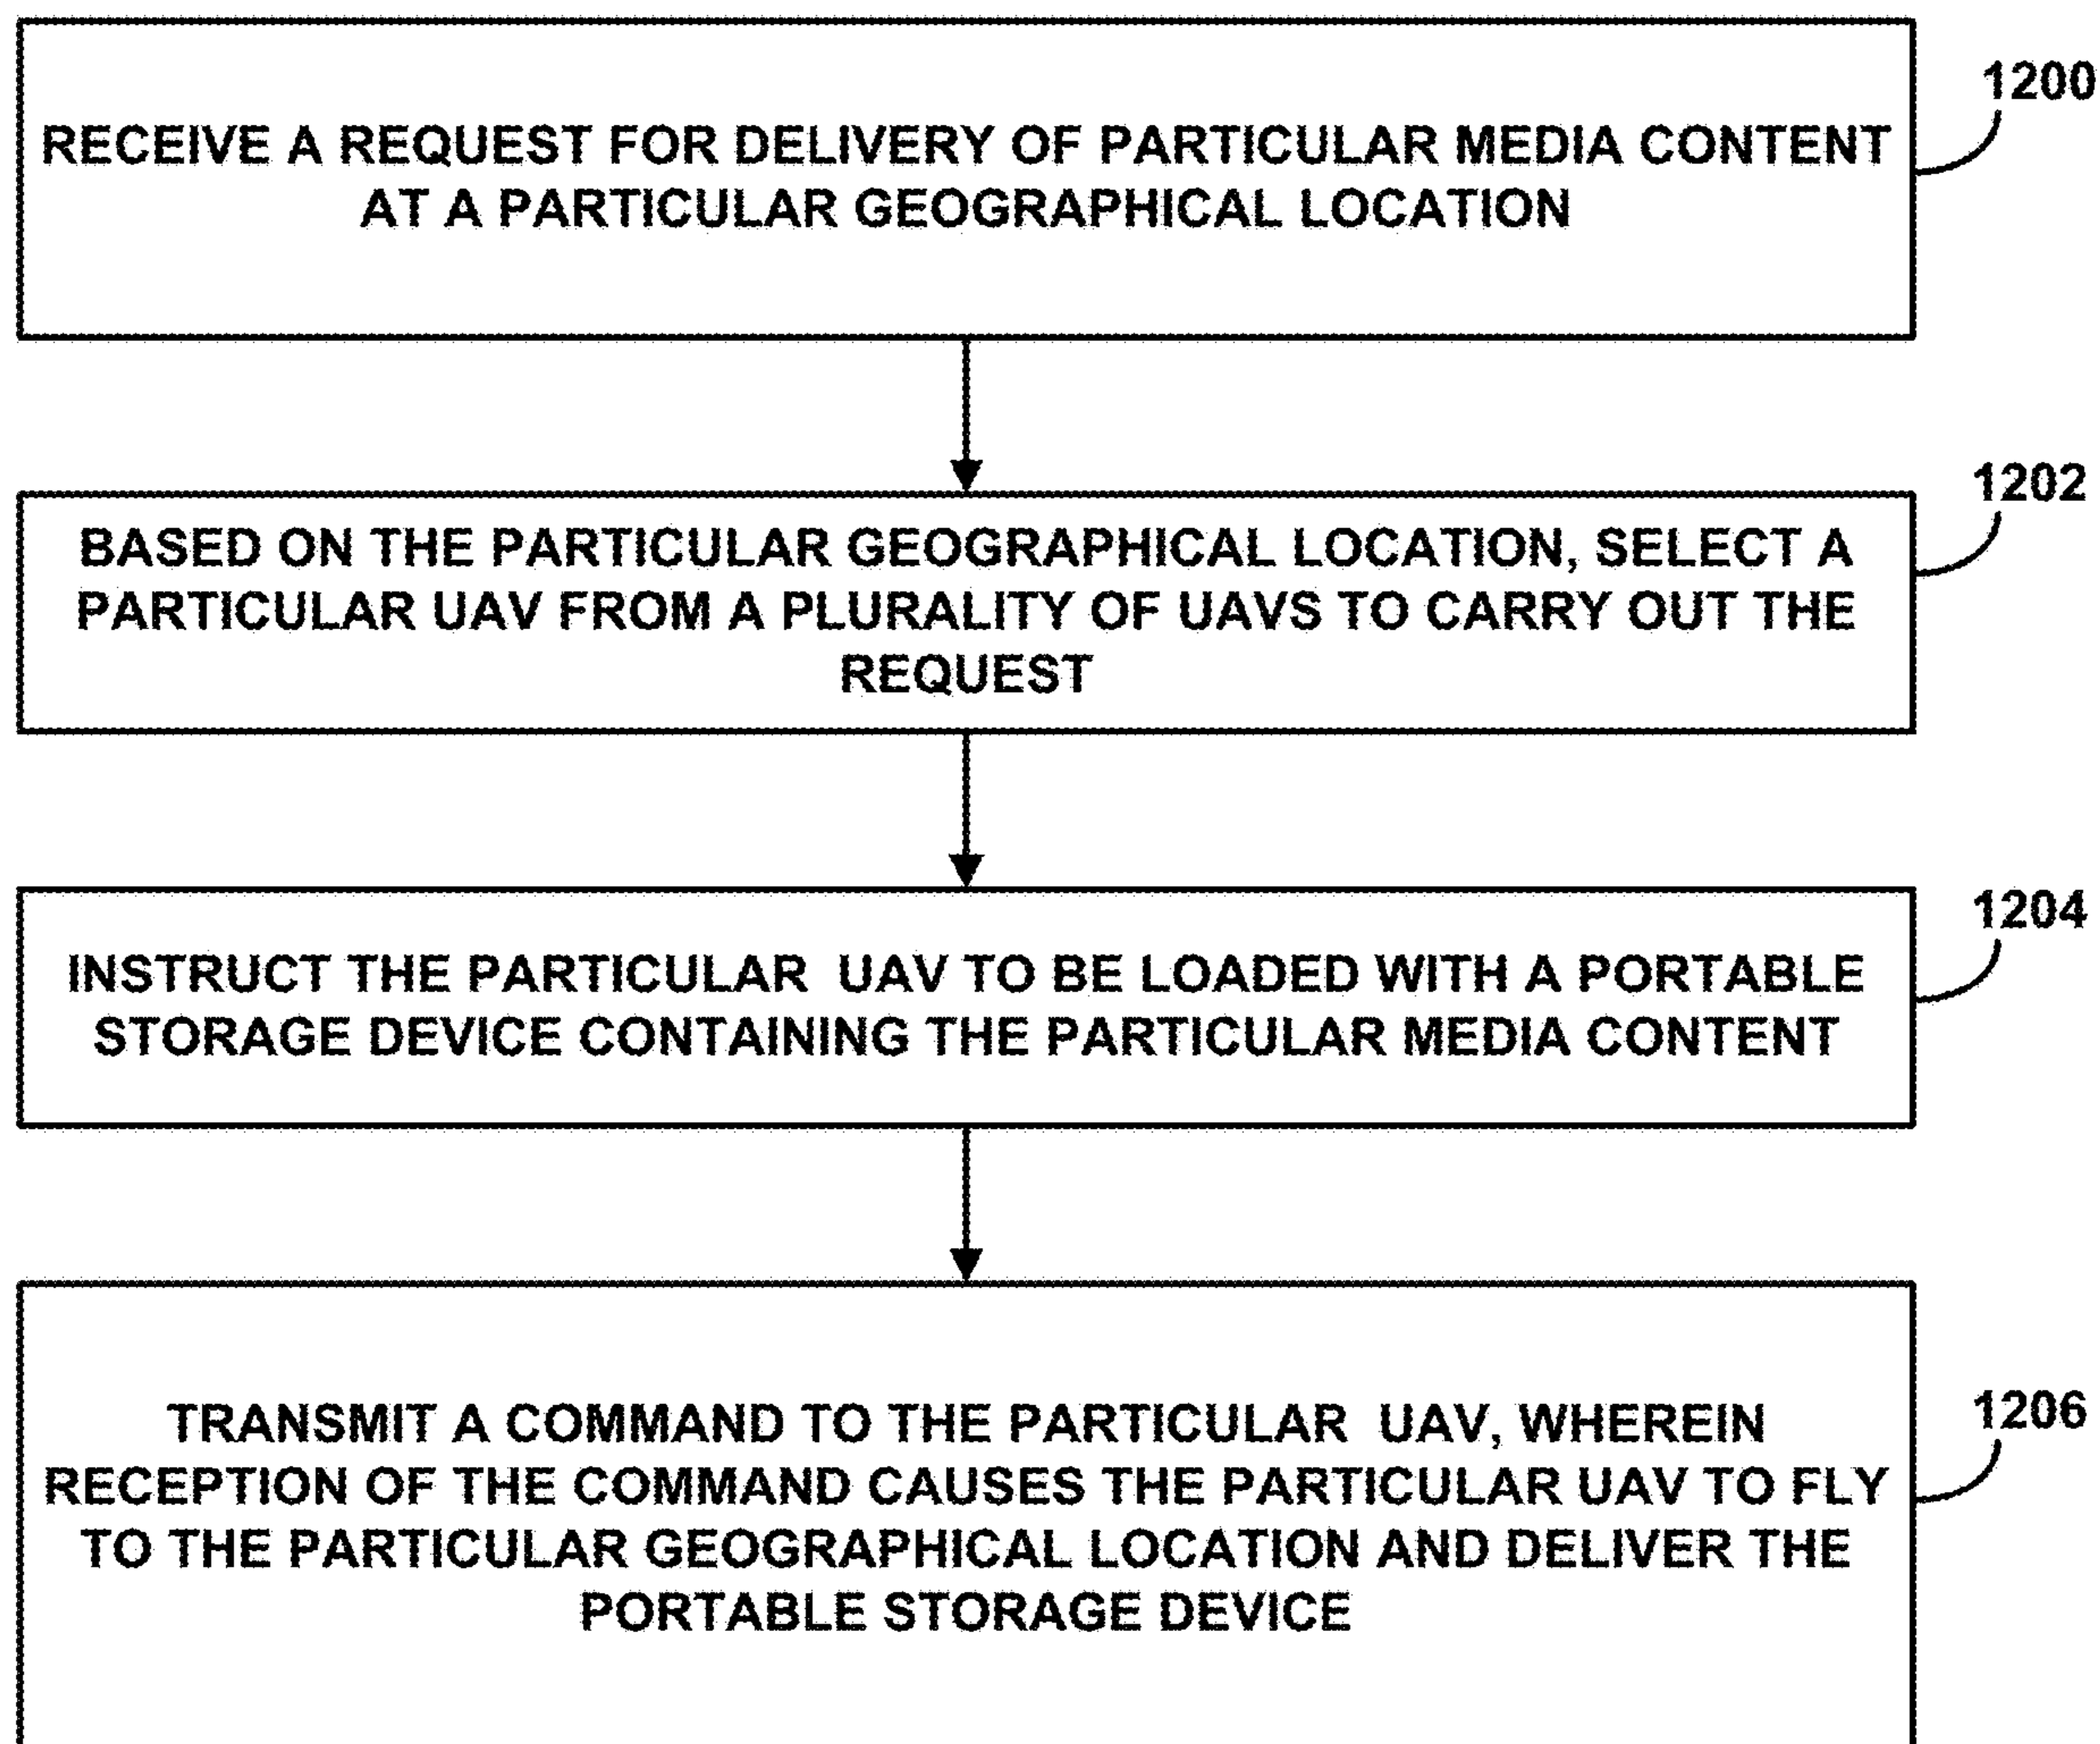 1200
RECEIVE A REQUEST FOR DELIVERY OF PARTICULAR MEDIA CONTENT
AT A PARTICULAR GEOGRAPHICAL LOCATION
1202
BASED ON THE PARTICULAR GEOGRAPHICAL LOCATION, SELECT A
PARTICULAR UAV FROM A PLURALITY OF UAVS TO CARRY OUT THE
REQUEST
1204
INSTRUCT THE PARTICULAR UAV TO BE LOADED WITH A PORTABLE
STORAGE DEVICE CONTAINING THE PARTICULAR MEDIA CONTENT
1206
TRANSMIT A COMMAND TO THE PARTICULAR UAV, WHEREIN
RECEPTION OF THE COMMAND CAUSES THE PARTICULAR UAV TO FLY
TO THE PARTICULAR GEOGRAPHICAL LOCATION AND DELIVER THE
PORTABLE STORAGE DEVICE